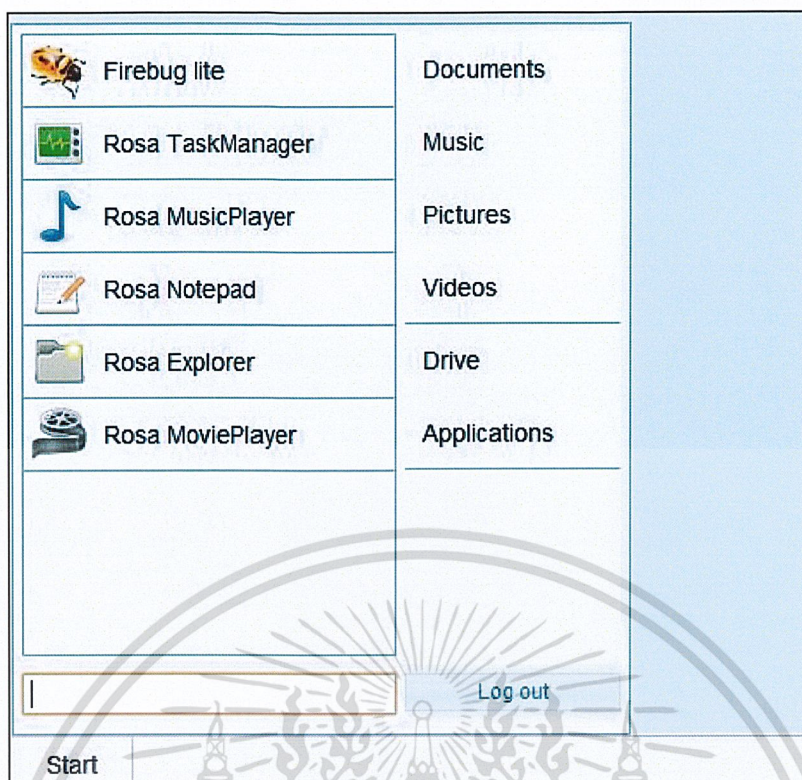 Firebug lite
Rosa TaskManager
Rosa MusicPlayer
Rosa Notepad
Rosa Explorer
Rosa MoviePlayer
Documents
Music
Pictures
Videos
Drive
Applications
Log out
Start